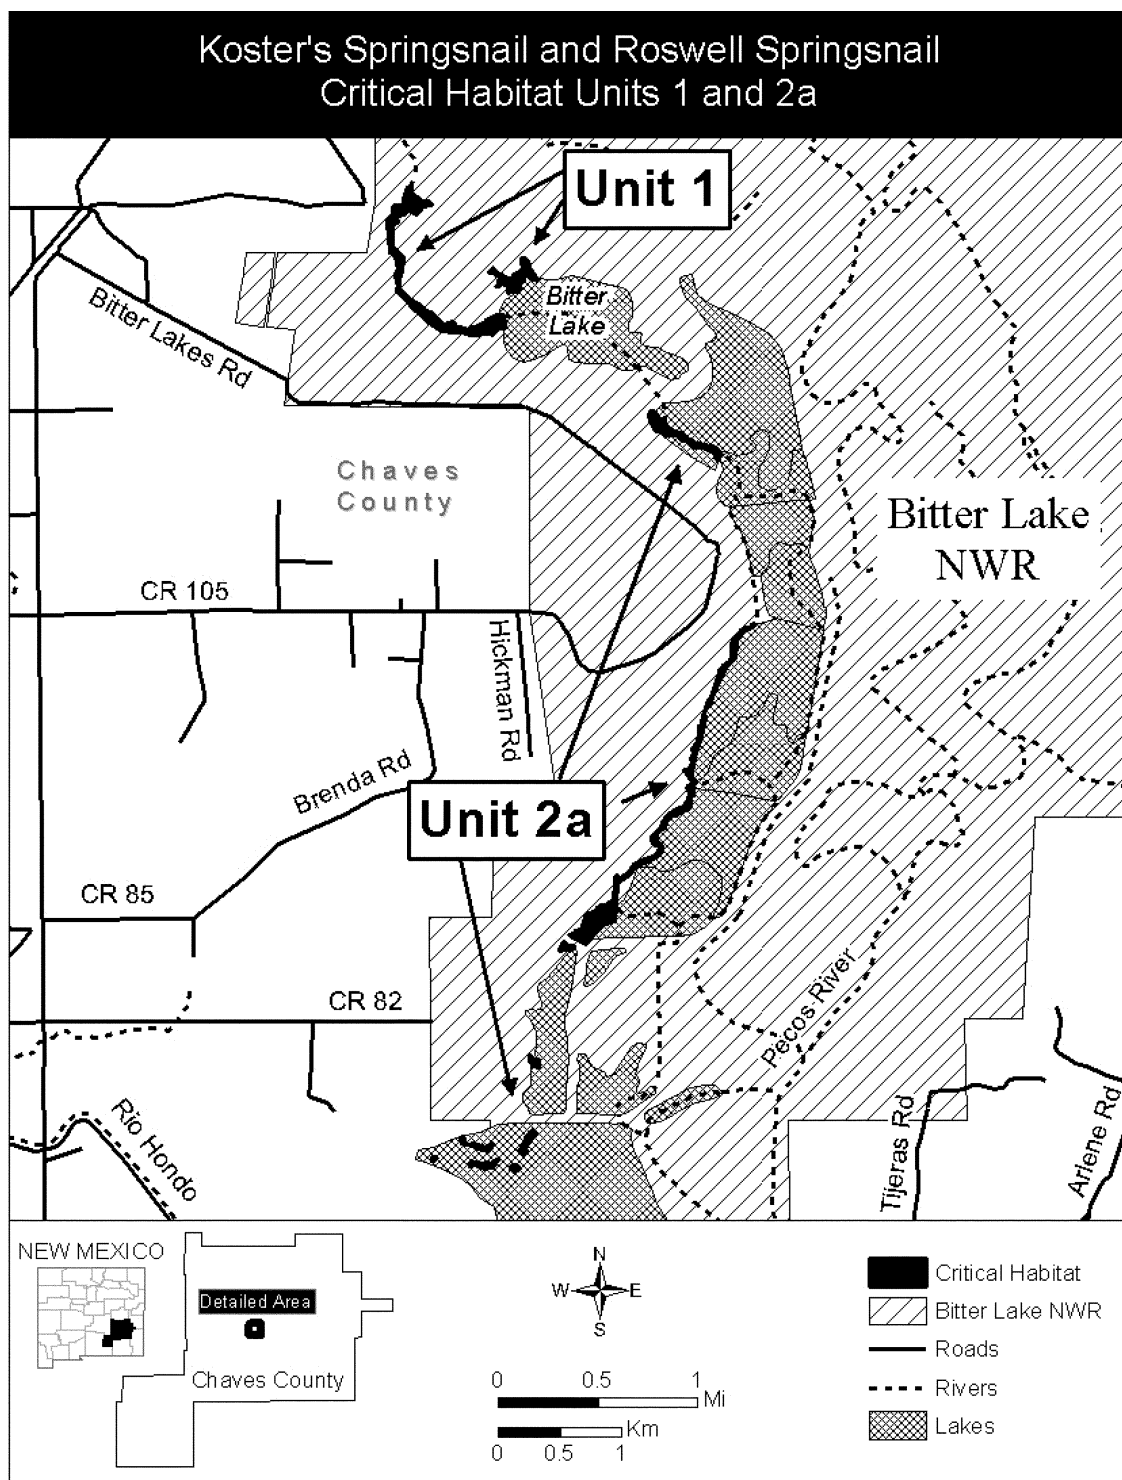 Koster's Springsnail and Roswell Springsnail
Critical Habitat Units 1 and 2a
Unit 1
Bitter
Lake
Bitter Lakes Rd
Chaves
County
Bitter Lake
NWR
CR 105
Hickman Rd
Brenda Rd
Unit 2a
CR 85
Pecos River
CR 82
Rio Hondo
Tijeras Rd
Arlene Rd
NEW MEXICO
Detailed Area
Chaves County
N
W E
S
0 0.5 1
Mi
Km
0 0.5 1
Critical Habitat
Bitter Lake NWR
Roads
Rivers
Lakes